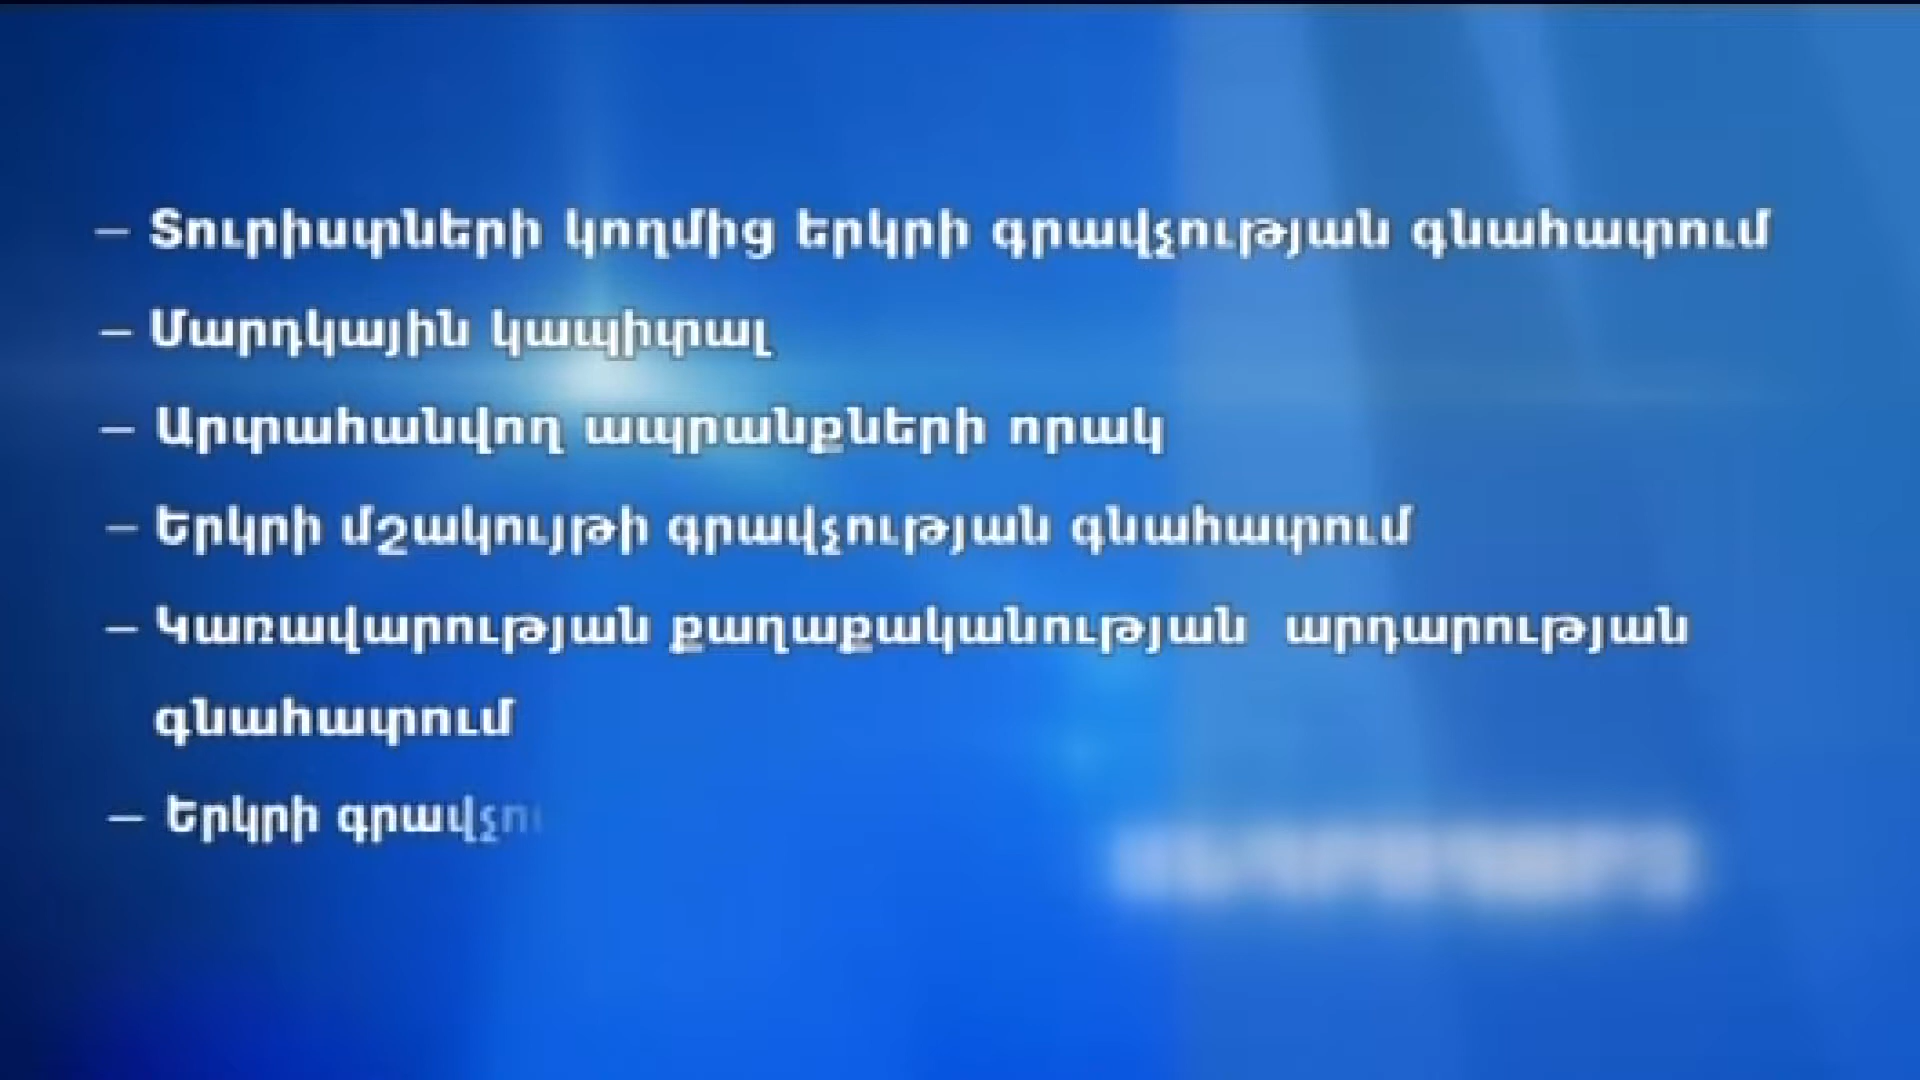 – Տուրիստների կողմից երկրի գրավչության գնահատում
– Մարդկային կապիտալ
– Արտահանվող ապրանքների որակ
– Երկրի մշակույթի գրավչության գնահատում
– Կառավարության քաղաքականության արդարության
գնահատում
– Երկրի